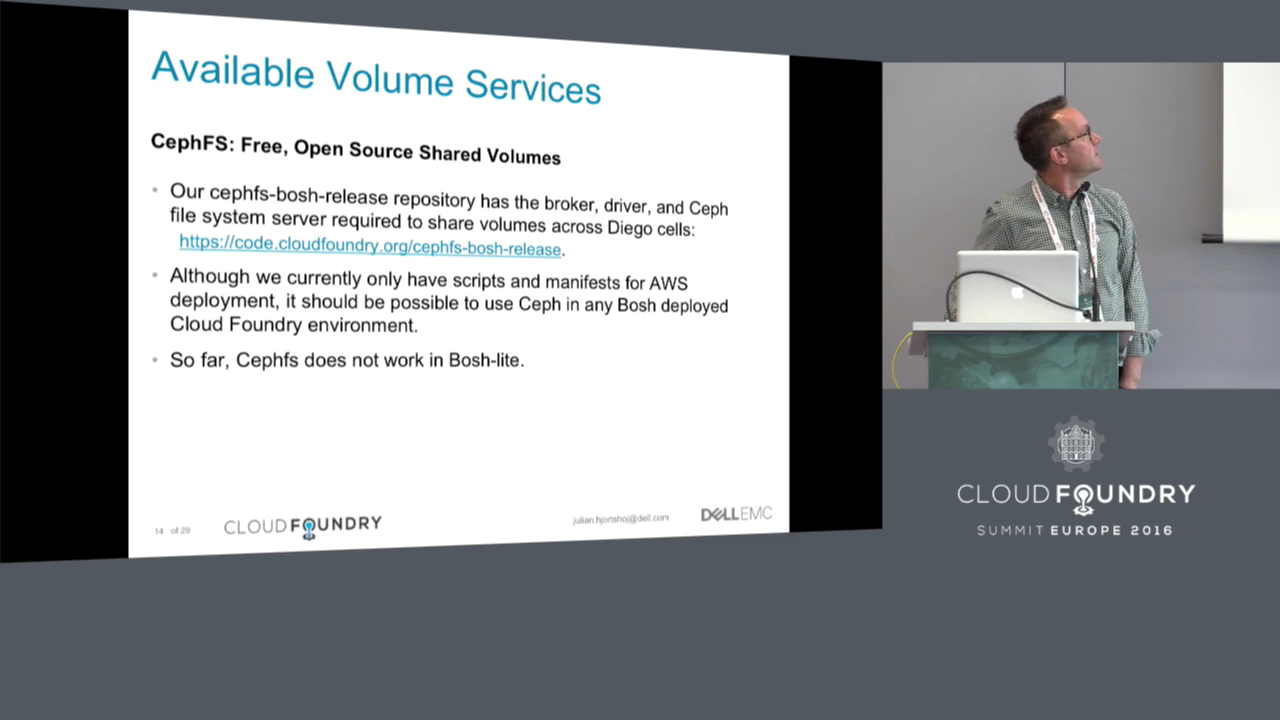 Available Volume Services
CephFS: Free, Open Source Shared Volumes
Our cephfs-bosh-release repository has the broker, driver, and Ceph
file system server required to share volumes across Diego cells:
https://code.cloudfoundry.org/cephfs-bosh-release.
Although we currently only have scripts and manifests for AWS
deployment, it should be possible to use Ceph in any Bosh deployed
Cloud Foundry environment.
So far, Cephfs does not work in Bosh-lite.
14 of 29
CLOUD FOUNDRY
julian.hjortshoj@dell.com
DELLEMC
CLOUD FOUNDRY
SUMMIT EUROPE 2016